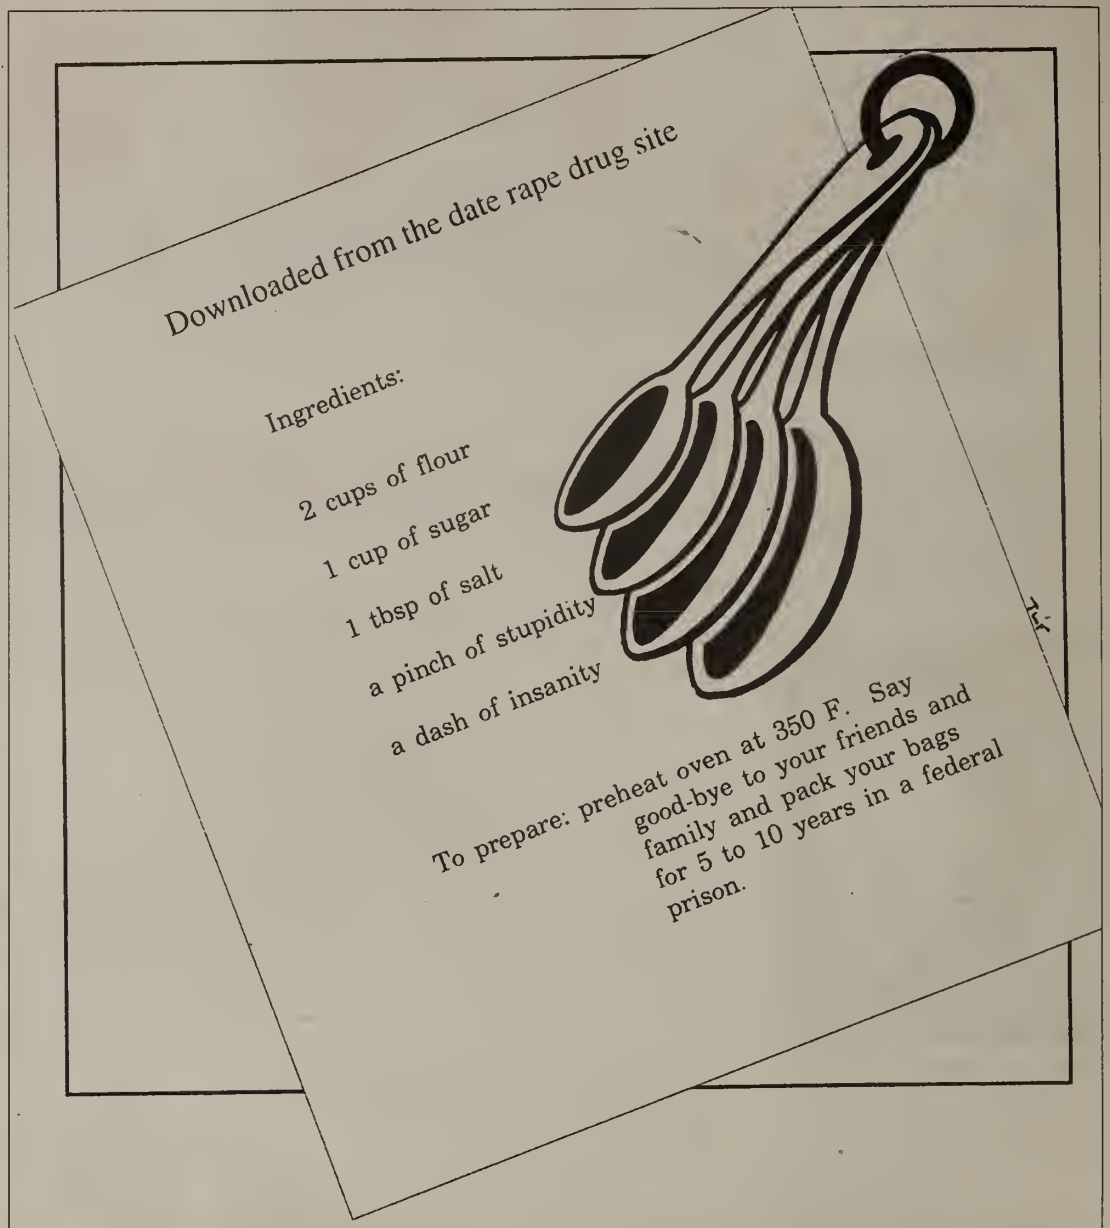 Downloaded from the date rape drug site
Ingredients:
2 cups of flour
1 cup of sugar
1 tbsp of salt
a pinch of stupidity
a dash of insanity
To prepare: preheat oven at 350 F. Say
good-bye to your friends and
family and pack your bags
for 5 to 10 years in a federal
prison.